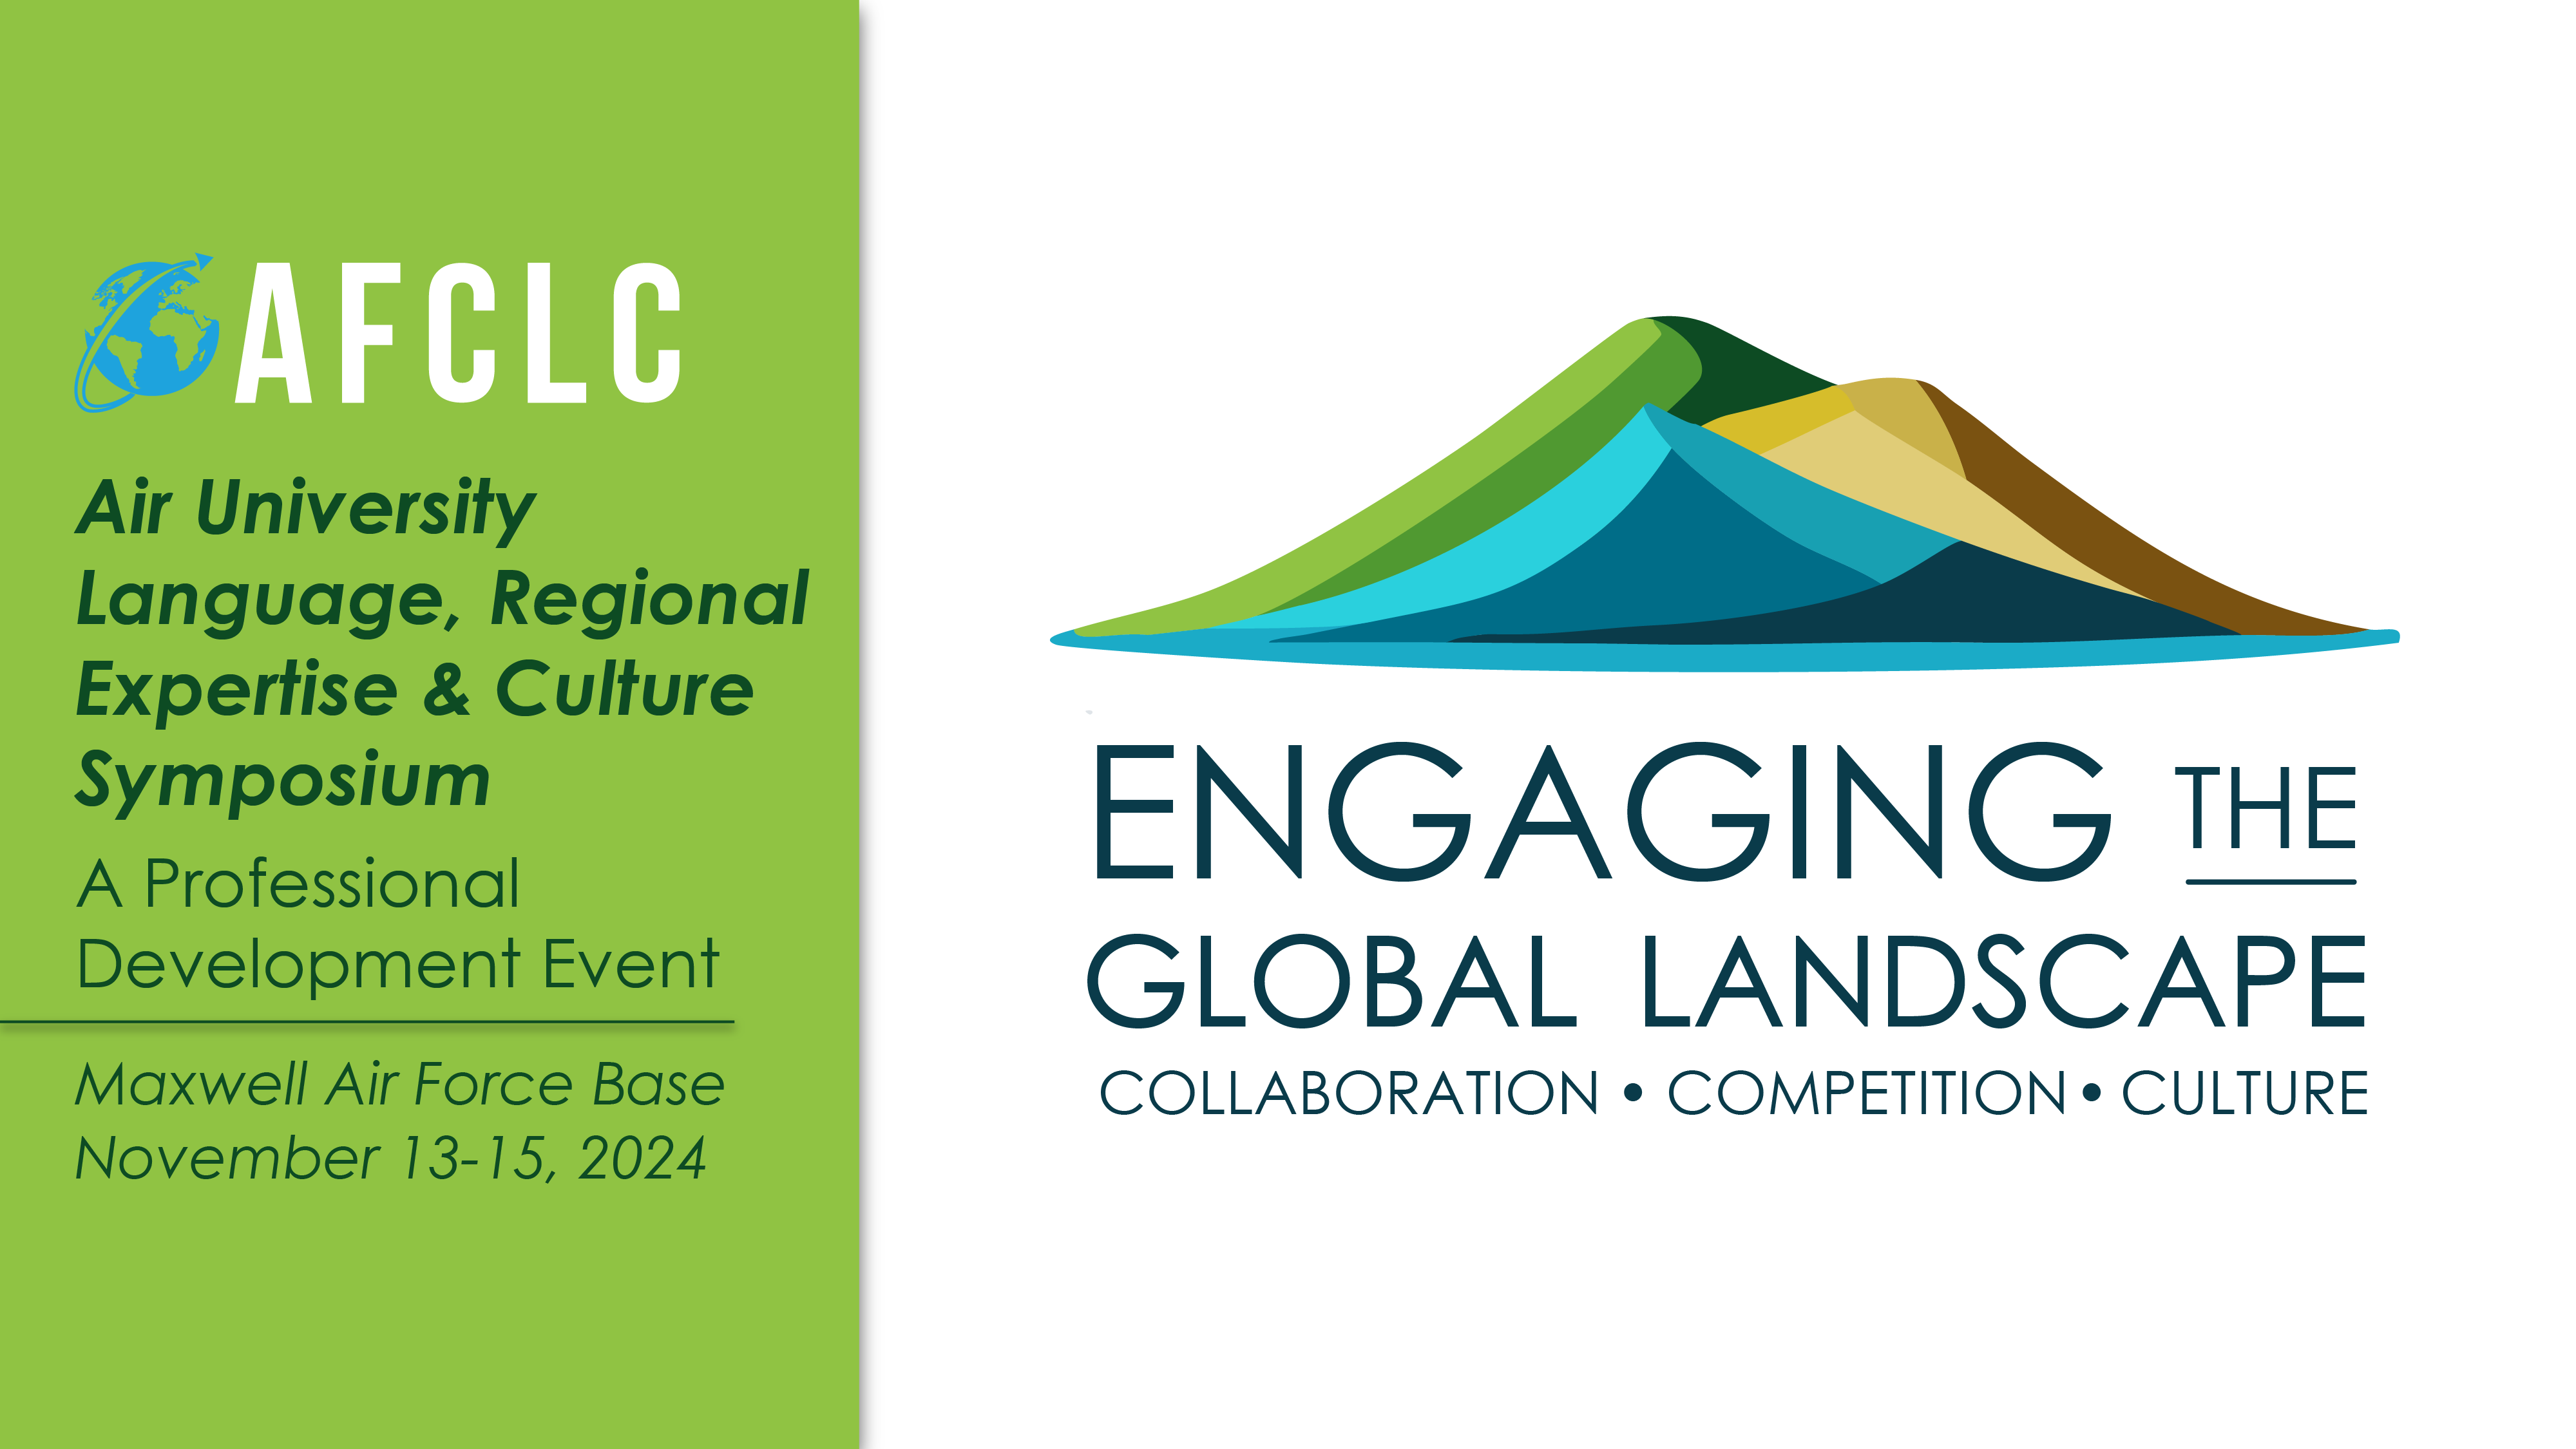 AFCLC
Air University
Language, Regional
Expertise & Culture
Symposium
A Professional
Development Event
Maxwell Air Force Base
November 13-15, 2024
ENGAGING THE
GLOBAL LANDSCAPE
COLLABORATION • COMPETITION • CULTURE